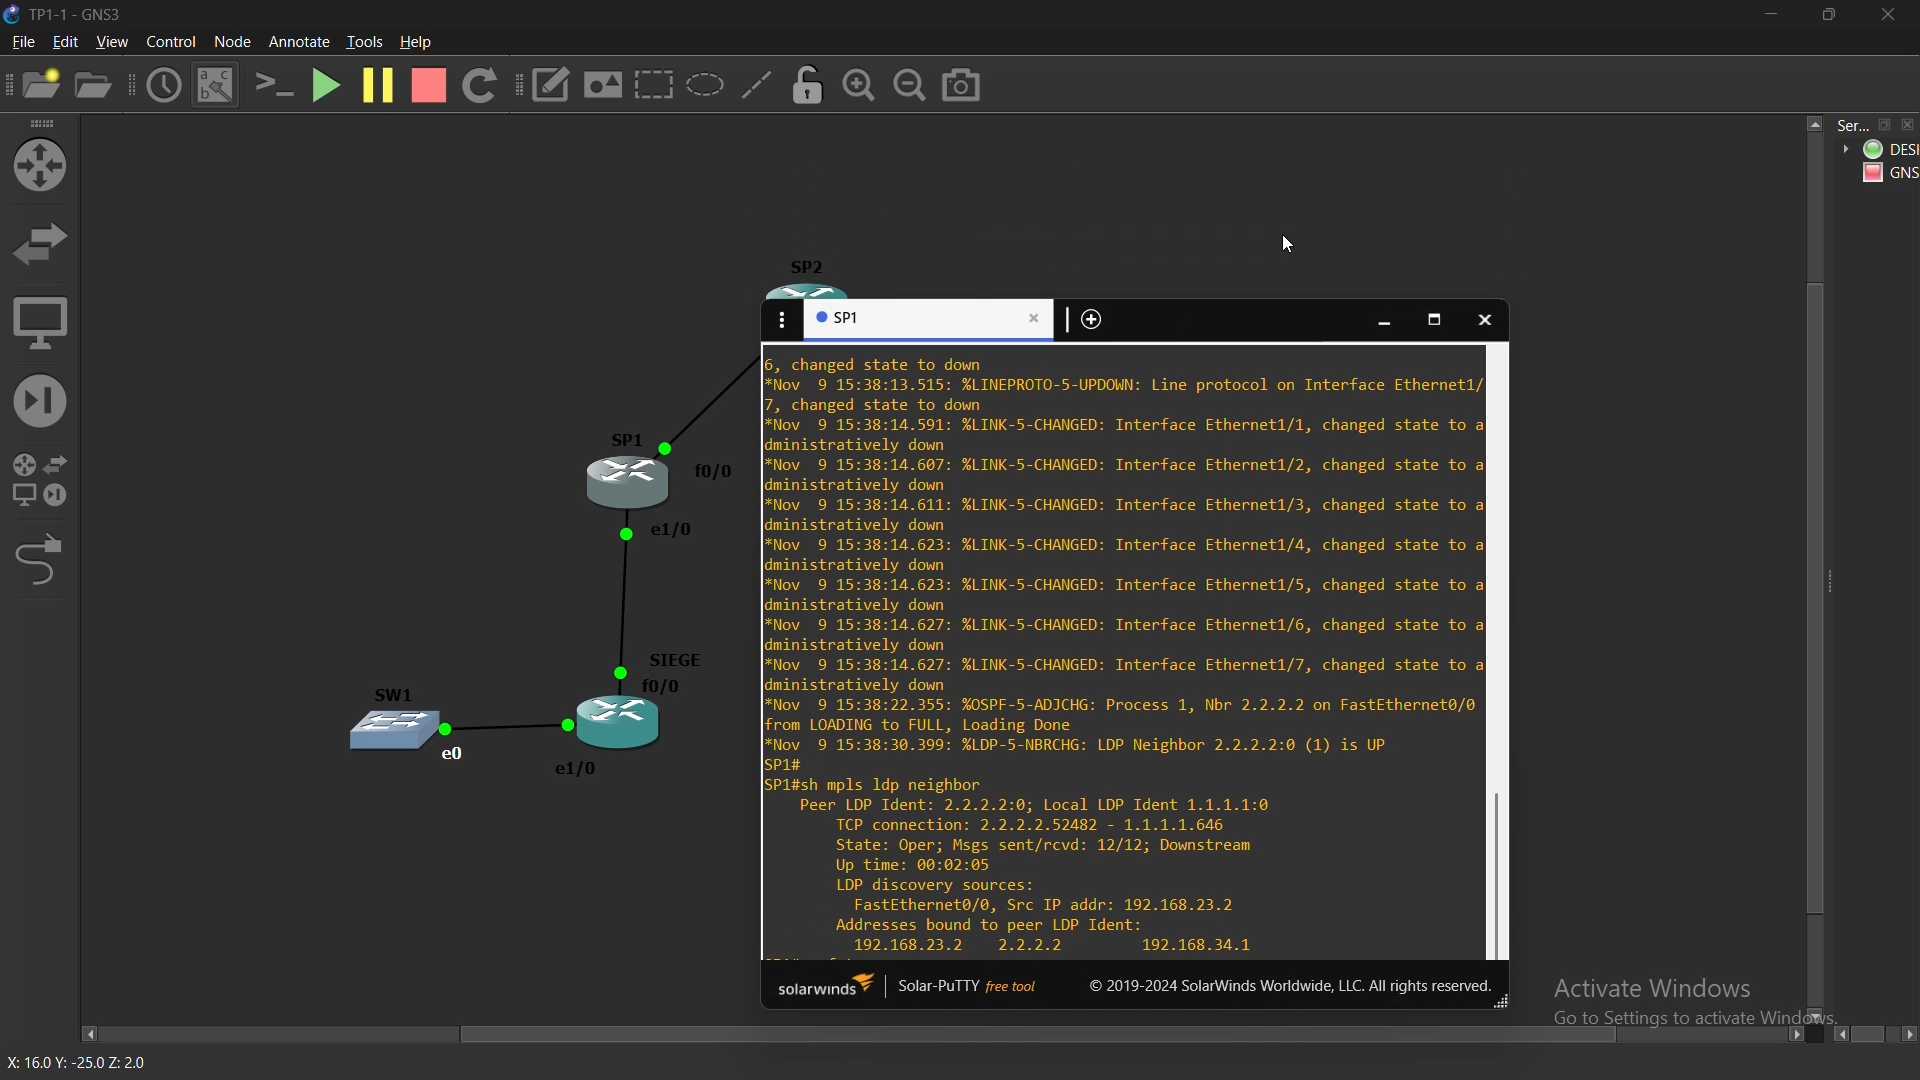 TP1-1 - GNS3
File Edit View Control Node Annotate Tools Help
a c
b
Ser...
DESI
GNS
SP2
SP1
6, changed state to down
*Nov  9 15:38:13.515: %LINEPROTO-5-UPDOWN: Line protocol on Interface Ethernet1/
7, changed state to down
*Nov  9 15:38:14.591: %LINK-5-CHANGED: Interface Ethernet1/1, changed state to a
dministratively down
*Nov  9 15:38:14.607: %LINK-5-CHANGED: Interface Ethernet1/2, changed state to a
dministratively down
*Nov  9 15:38:14.611: %LINK-5-CHANGED: Interface Ethernet1/3, changed state to a
dministratively down
*Nov  9 15:38:14.623: %LINK-5-CHANGED: Interface Ethernet1/4, changed state to a
dministratively down
*Nov  9 15:38:14.623: %LINK-5-CHANGED: Interface Ethernet1/5, changed state to a
dministratively down
*Nov  9 15:38:14.627: %LINK-5-CHANGED: Interface Ethernet1/6, changed state to a
dministratively down
*Nov  9 15:38:14.627: %LINK-5-CHANGED: Interface Ethernet1/7, changed state to a
dministratively down
*Nov  9 15:38:22.355: %OSPF-5-ADJCHG: Process 1, Nbr 2.2.2.2 on FastEthernet0/0
from LOADING to FULL, Loading Done
*Nov  9 15:38:30.399: %LDP-5-NBRCHG: LDP Neighbor 2.2.2.2:0 (1) is UP
SP1#
SP1#sh mpls ldp neighbor
Peer LDP Ident: 2.2.2.2:0; Local LDP Ident 1.1.1.1:0
TCP connection: 2.2.2.2.52482 - 1.1.1.1.646
State: Oper; Msgs sent/rcvd: 12/12; Downstream
Up time: 00:02:05
LDP discovery sources:
FastEthernet0/0, Src IP addr: 192.168.23.2
Addresses bound to peer LDP Ident:
192.168.23.2 2.2.2.2 192.168.34.1
solarwinds Solar-PuTTY free tool © 2019-2024 SolarWinds Worldwide, LLC. All rights reserved.
SP1
f0/0
e1/0
SIEGE
f0/0
SW1
e0
e1/0
Activate Windows
Go to Settings to activate Windows.
X: 16.0 Y: -25.0 Z: 2.0